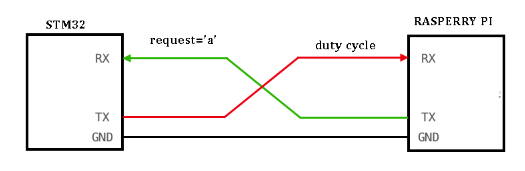 STM32
RASPERRY PI
request='a'
duty cycle
RX
RX
TX
TX
GND
GND